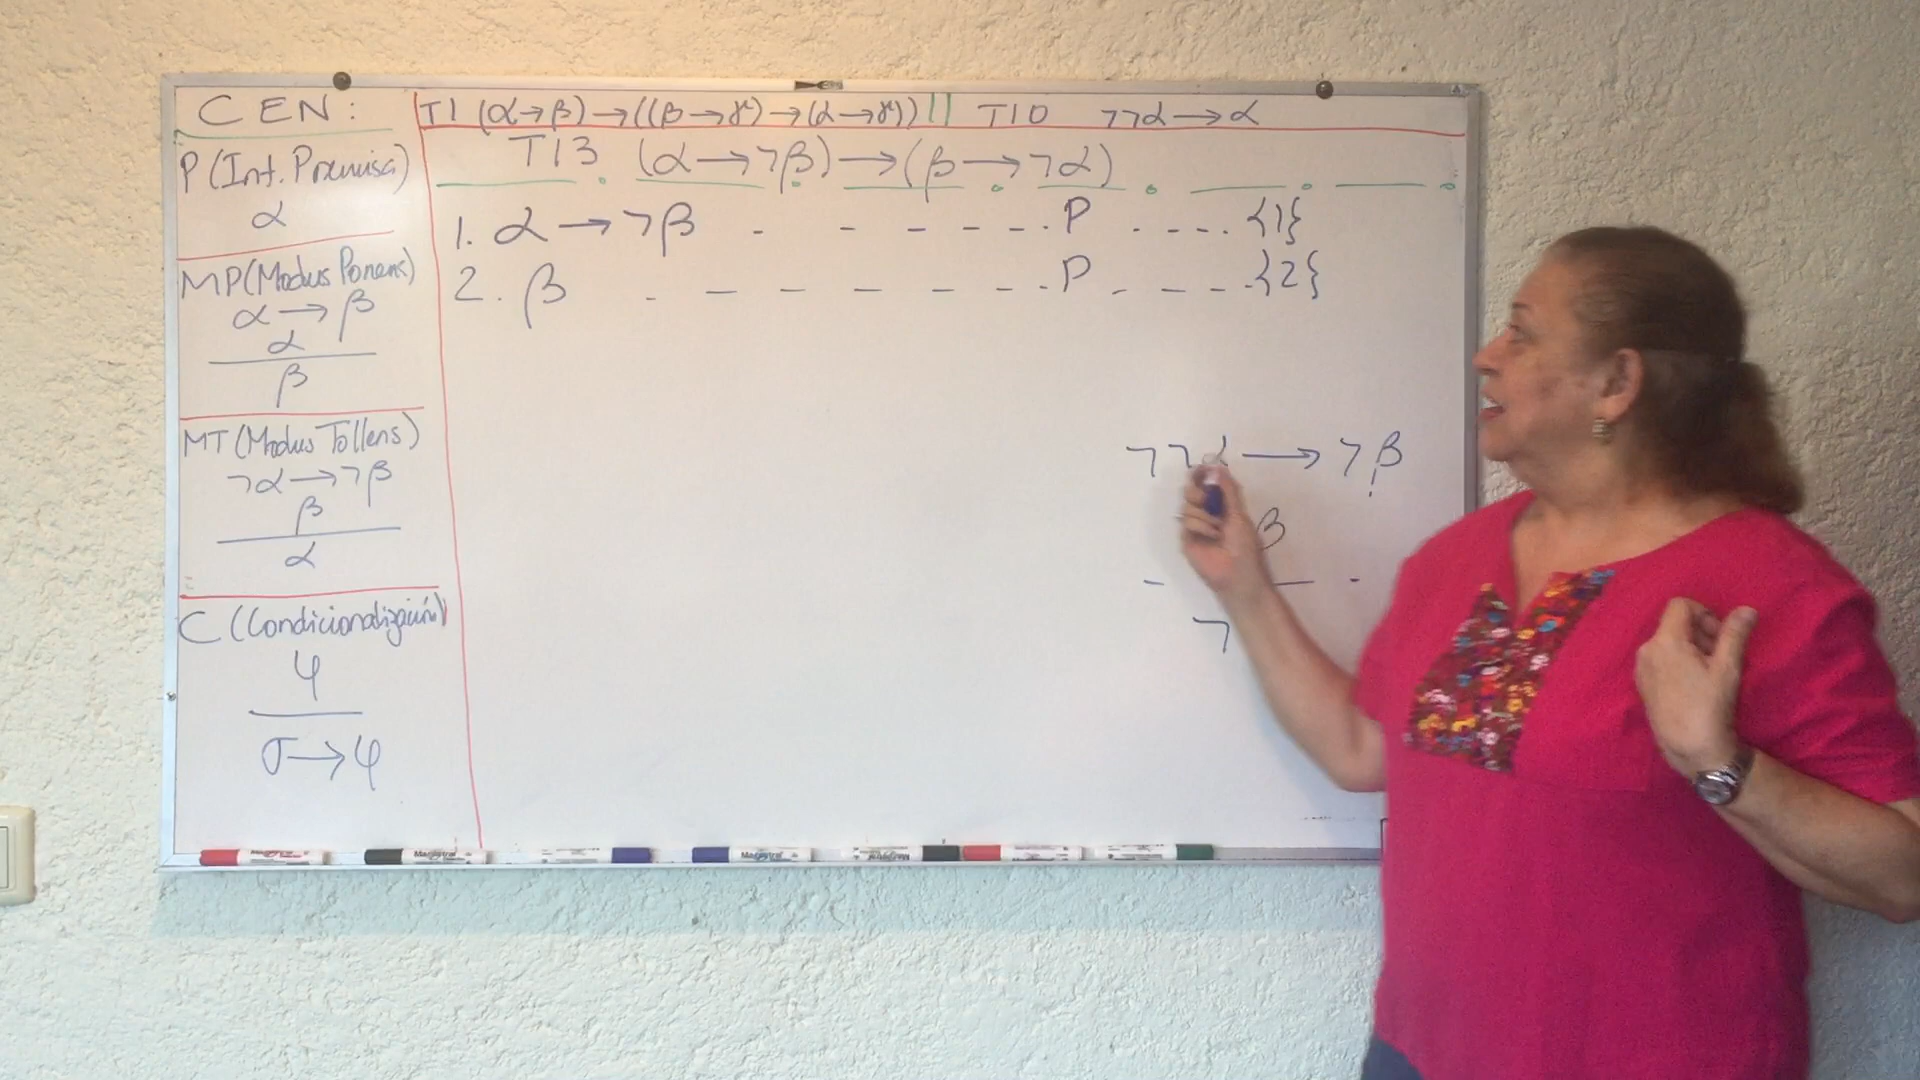 CEN:
P (Int. Premisa)
α
MP (Modus Ponens)
α → β
α
β
MT (Modus Tollens)
¬α → ¬β
β
α
C (Condicionalización)
φ
σ → φ
T1 (α → β) → ((β → γ) → (α → γ)) || T10 ¬¬α → α
T13 (α → ¬β) → (β → ¬α)
1. α → ¬β - - - - - - . P . - - - . {1}
2. β . - - - - - - . P . - - - . {2}
¬¬α → ¬β
β
¬